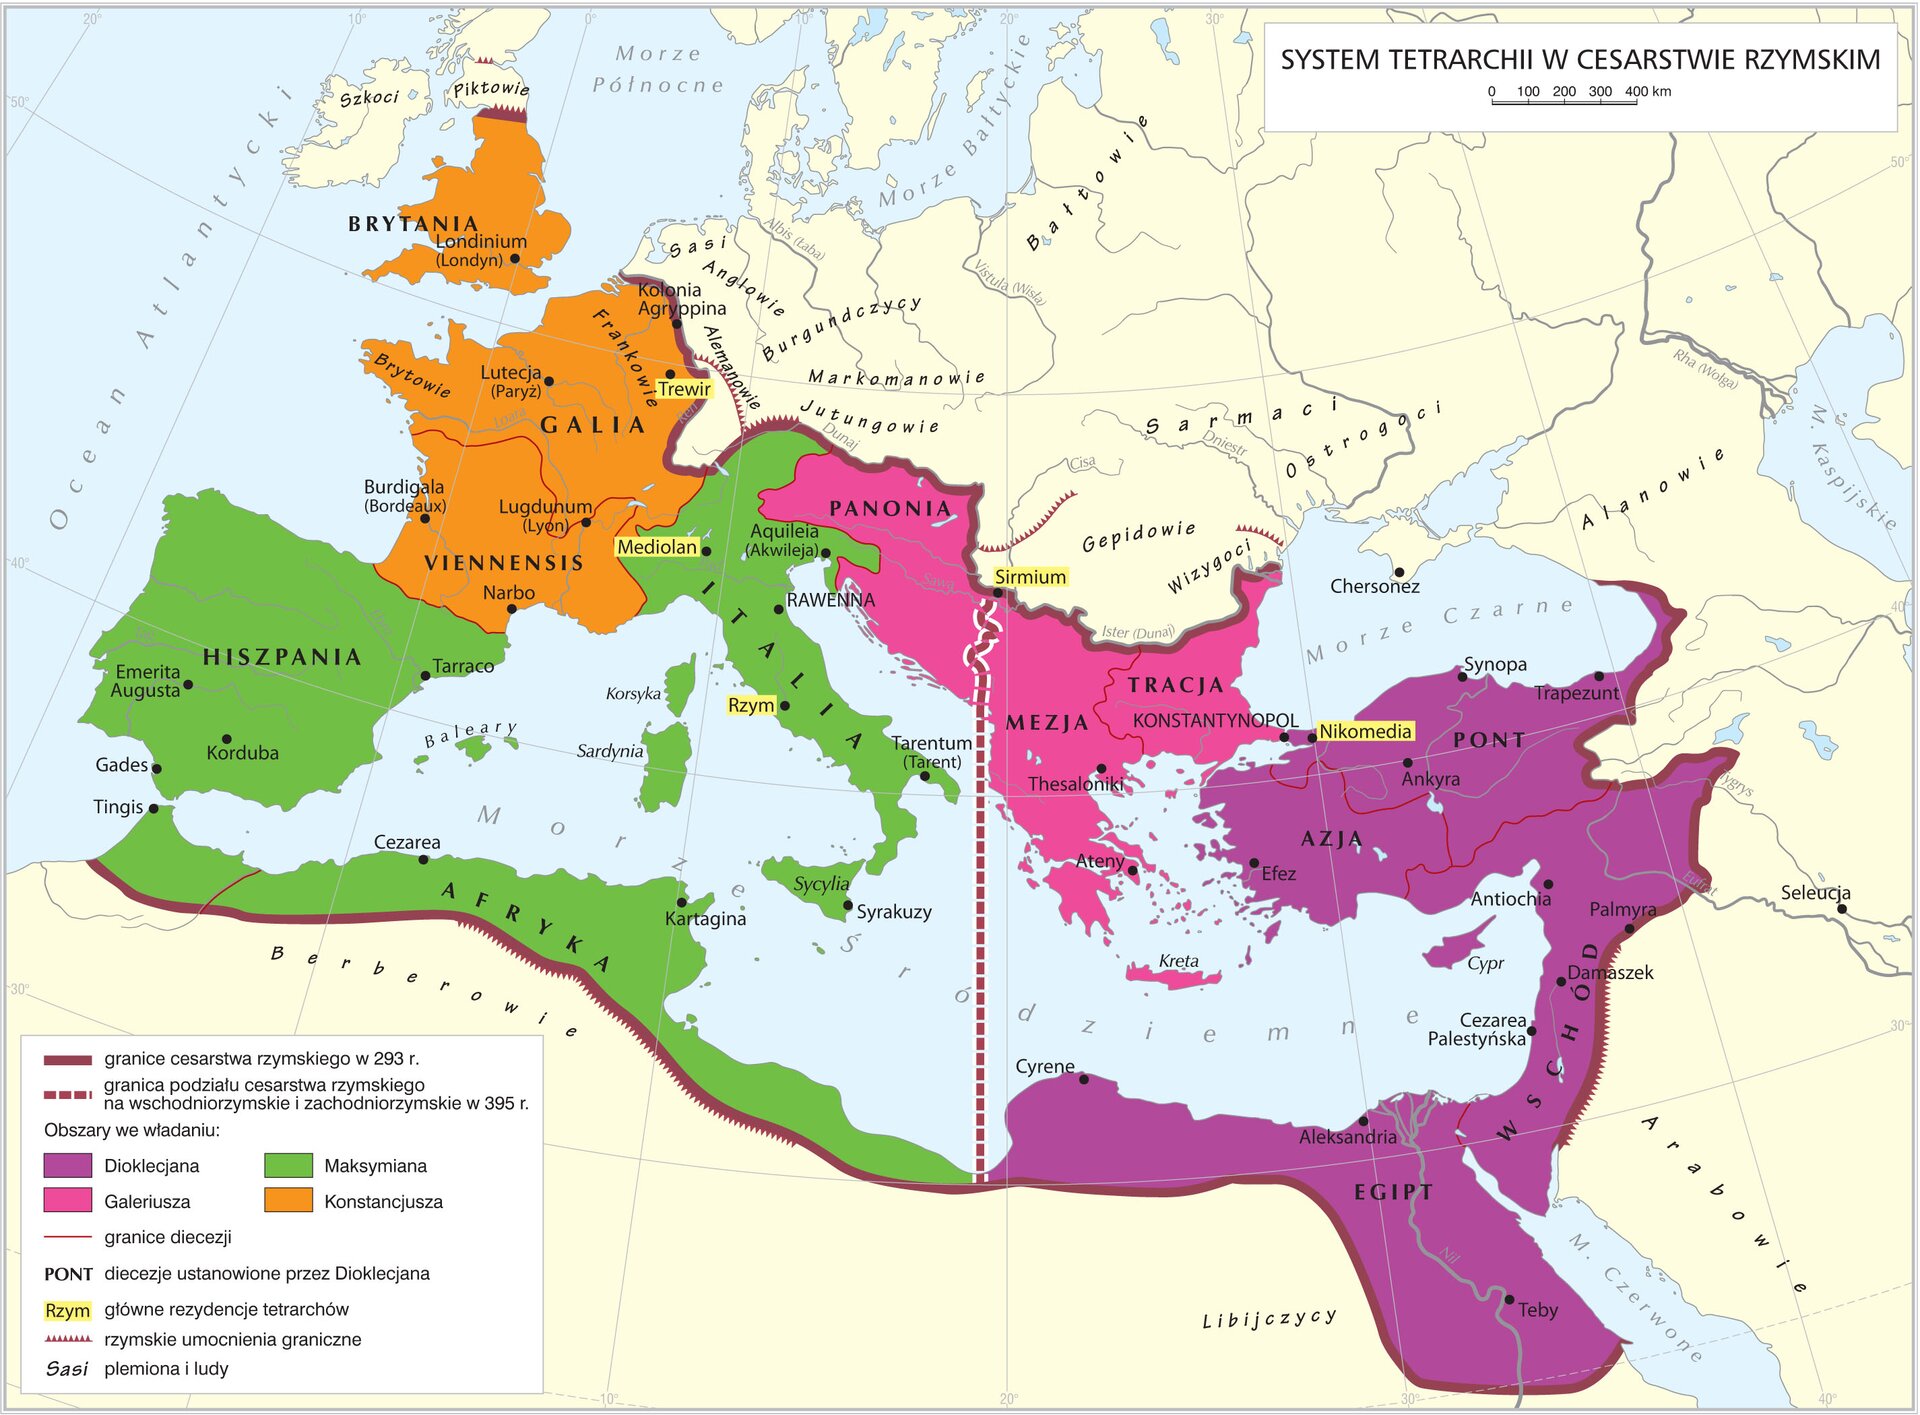 SYSTEM TETRARCHII W CESARSTWIE RZYMSKIM
0 100 200 300 400 km
20°
10°
0°
20°
30°
50°
50°
40°
40°
30°
30°
10°
20°
30°
40°
Ocean Atlantycki
Morze
Północne
Morze Bałtyckie
Szkoci
Piktowie
BRYTANIA
Londinium
(Londyn)
Sasi
Anglowie
Albis (Łaba)
Vistula (Wisła)
Bałtowie
Burgundczycy
Kolonia
Agryppina
Frankowie
Alemanowie
Markomanowie
Jutungowie
Brytowie
Lutecja
(Paryż)
Trewir
Ren
Loara
GALIA
Dunaj
Sarmaci
Dniestr
Ostrogoci
Cisa
Rha (Wolga)
M. Kaspijskie
Alanowie
Burdigala
(Bordeaux)
Lugdunum
(Lyon)
VIENNENSIS
Narbo
Mediolan
Aquileia
(Akwileja)
PANONIA
Sawa
Sirmium
Gepidowie
Wizygoci
Chersonez
Morze Czarne
Ister (Dunaj)
RAWENNA
ITALIA
HISZPANIA
Emerita
Augusta
Tarraco
Korduba
Gades
Tingis
Baleary
Korsyka
Sardynia
Rzym
Tarentum
(Tarent)
MEZJA
TRACJA
KONSTANTYNOPOL
Nikomedia
Synopa
Trapezunt
PONT
Ankyra
Thesaloniki
AZJA
Ateny
Efez
Tygrys
Eufrat
Seleucja
Antiochia
Palmyra
Cezarea
AFRYKA
Kartagina
Sycylia
Syrakuzy
Morze Śródziemne
Kreta
Cypr
Damaszek
WSCHÓD
Cezarea
Palestyńska
Berberowie
Cyrene
Aleksandria
EGIPT
Nil
Teby
Arabowie
M. Czerwone
Libijczycy
granice cesarstwa rzymskiego w 293 r.
granica podziału cesarstwa rzymskiego
na wschodniorzymskie i zachodniorzymskie w 395 r.
Obszary we władaniu:
Dioklecjana
Maksymiana
Galeriusza
Konstancjusza
granice diecezji
PONT diecezje ustanowione przez Dioklecjana
Rzym główne rezydencje tetrarchów
rzymskie umocnienia graniczne
Sasi plemiona i ludy